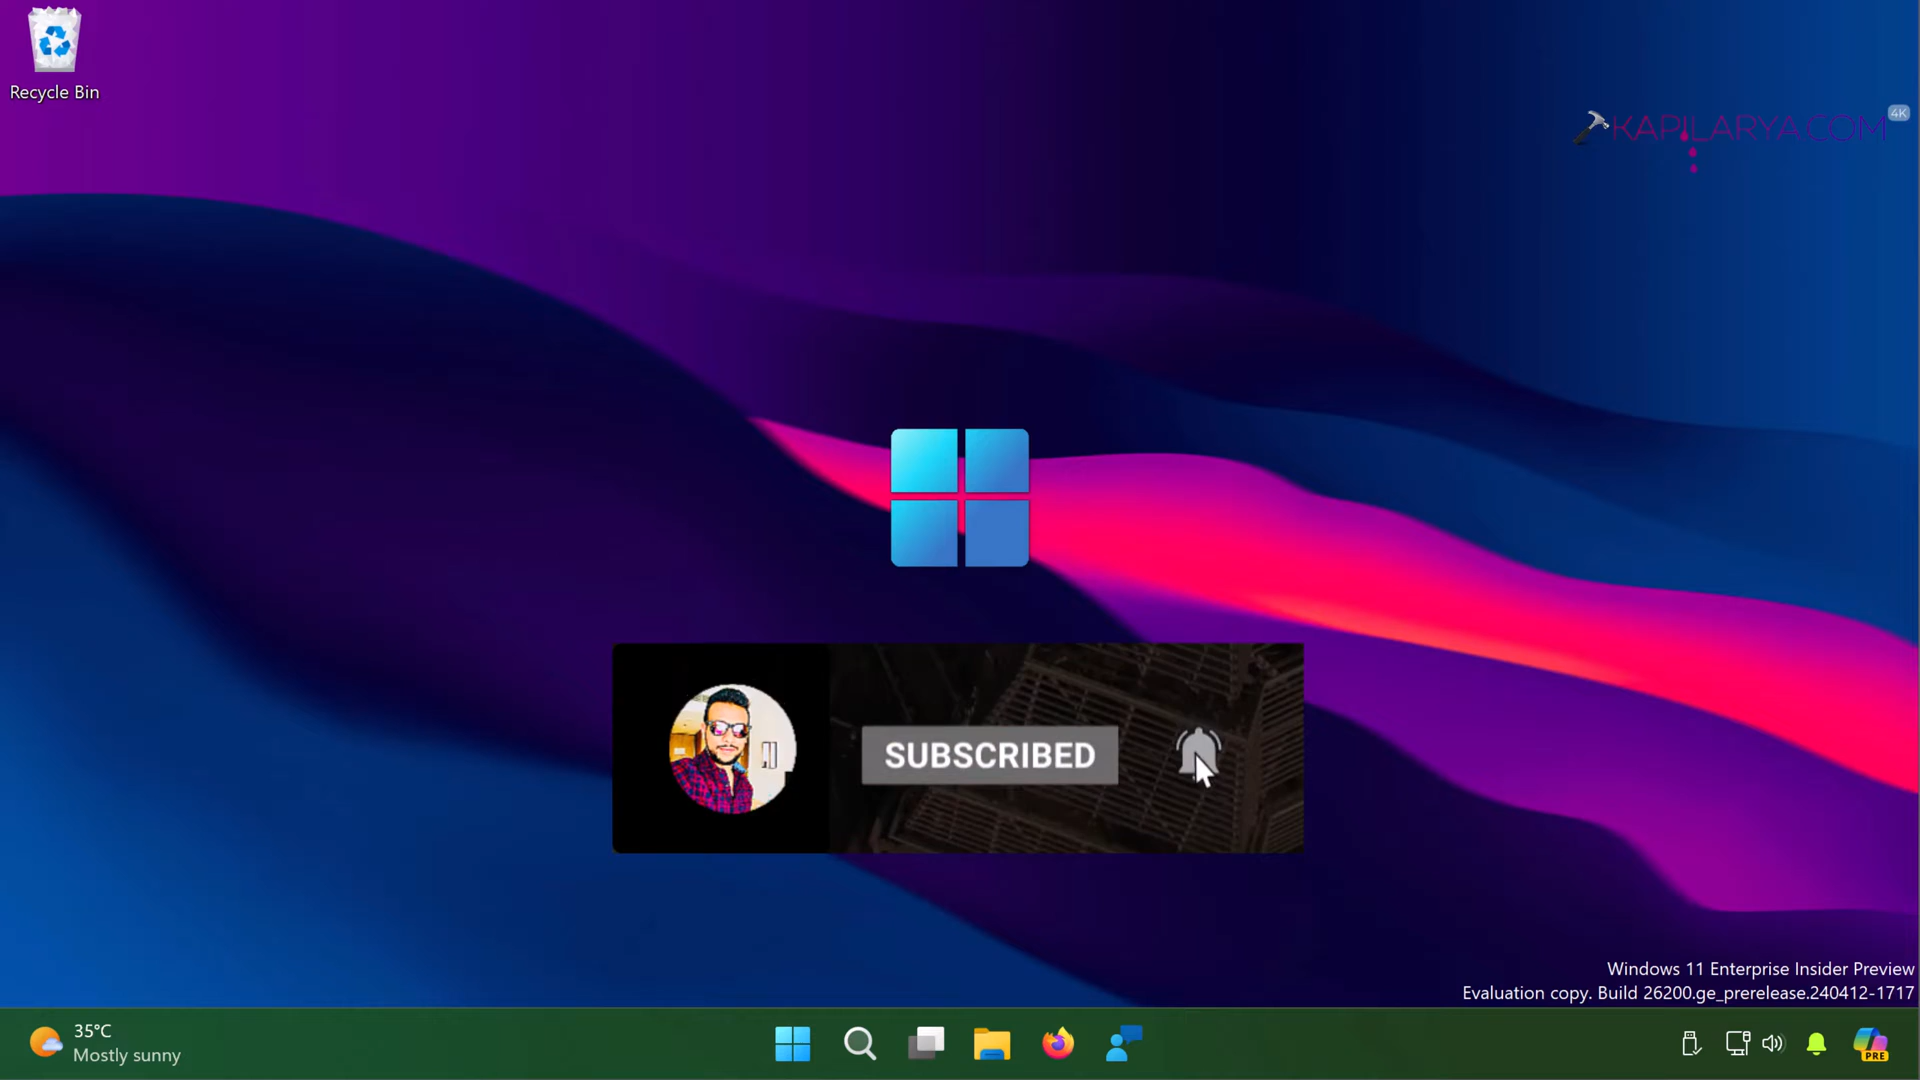 Recycle Bin
4K
KAPILARYA.COM
SUBSCRIBED
Windows 11 Enterprise Insider Preview
Evaluation copy. Build 26200.ge_prerelease.240412-1717
35°C
Mostly sunny
PRE